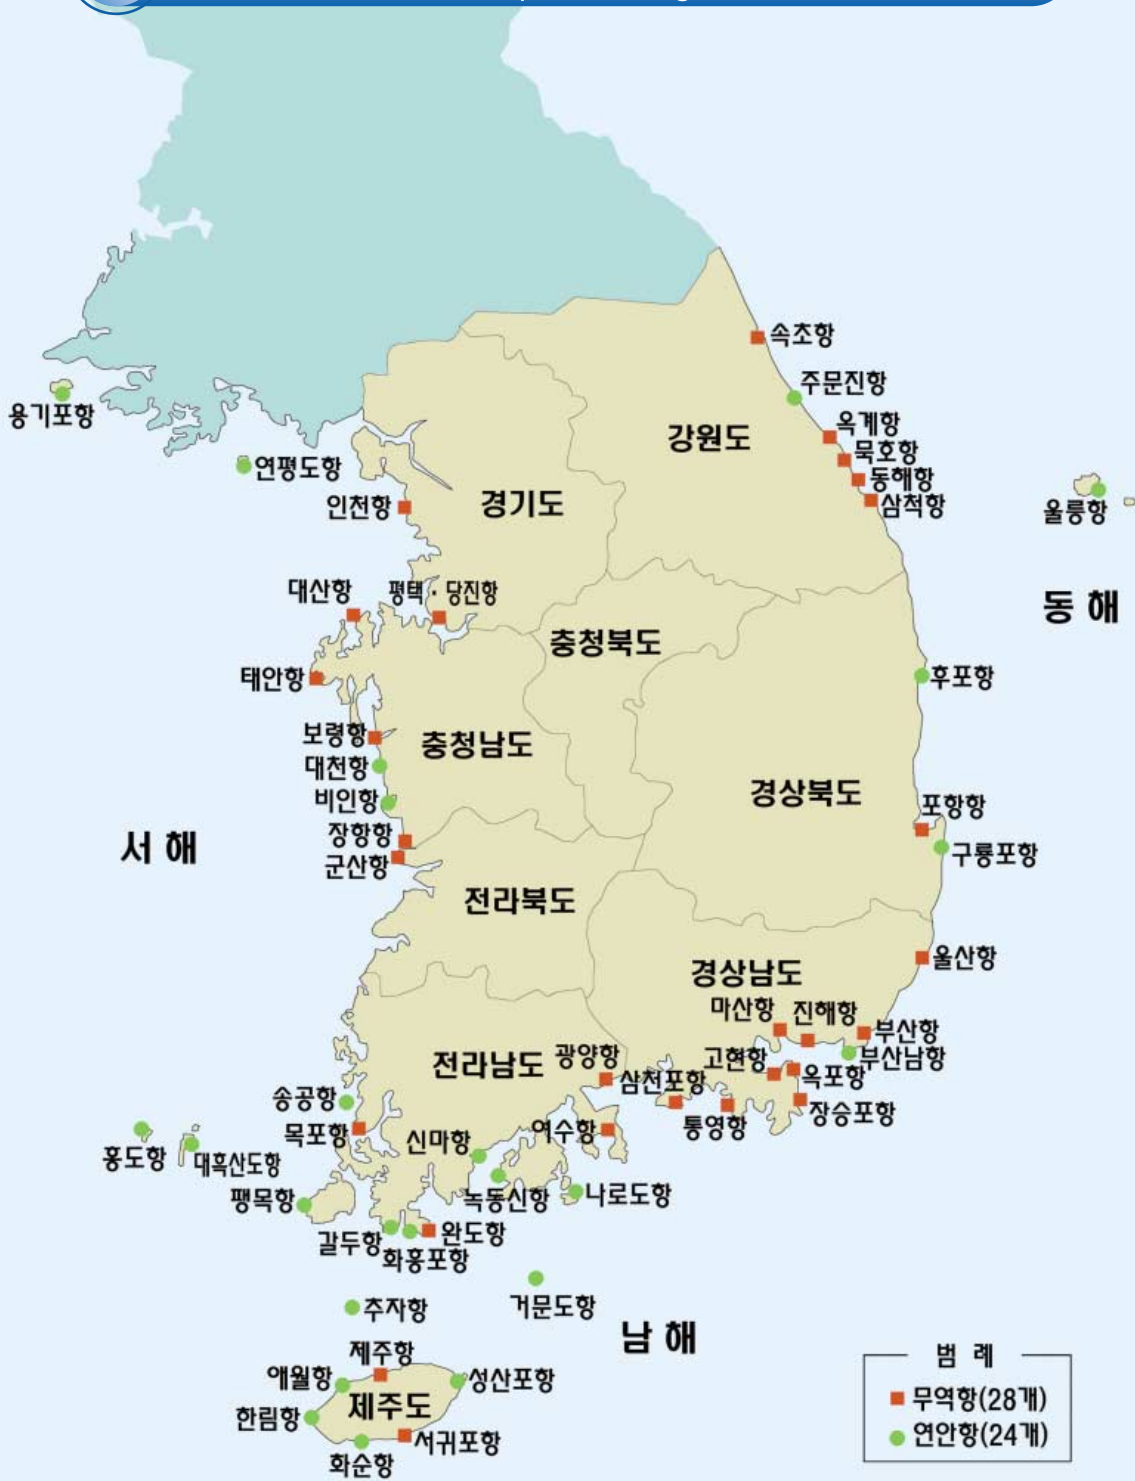 속초항
주문진항
용기포항
옥계항
강원도
묵호항
연평도항
동해항
인천항
경기도
삼척항
울릉항
대산항
평택·당진항
동해
충청북도
태안항
후포항
보령항
충청남도
대천항
경상북도
비인항
포항항
장항항
서해
구룡포항
군산항
전라북도
울산항
경상남도
마산항
진해항
부산항
광양항
고현항
부산남항
전라남도
삼천포항
옥포항
송공항
장승포항
목포항
신마항
여수항
통영항
홍도항
대흑산도항
팽목항
녹동신항
나로도항
갈두항
완도항
화흥포항
추자항
거문도항
남해
제주항
범례
애월항
성산포항
무역항(28개)
제주도
한림항
서귀포항
연안항(24개)
화순항